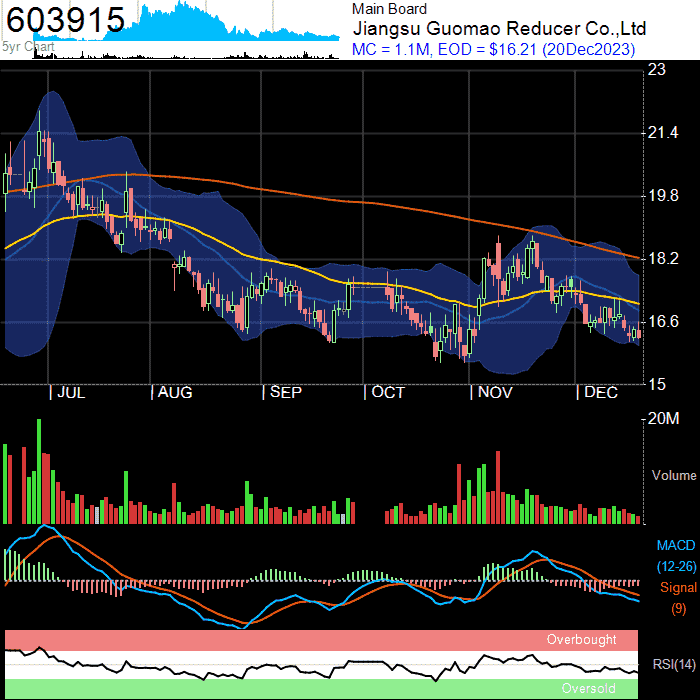 603915
5yr Chart
Main Board
Jiangsu Guomao Reducer Co.,Ltd
MC = 1.1M, EOD = $16.21 (20Dec2023)
23
21.4
19.8
18.2
16.6
15
JUL
AUG
SEP
OCT
NOV
DEC
20M
Volume
MACD
(12-26)
Signal
(9)
Overbought
RSI(14)
Oversold